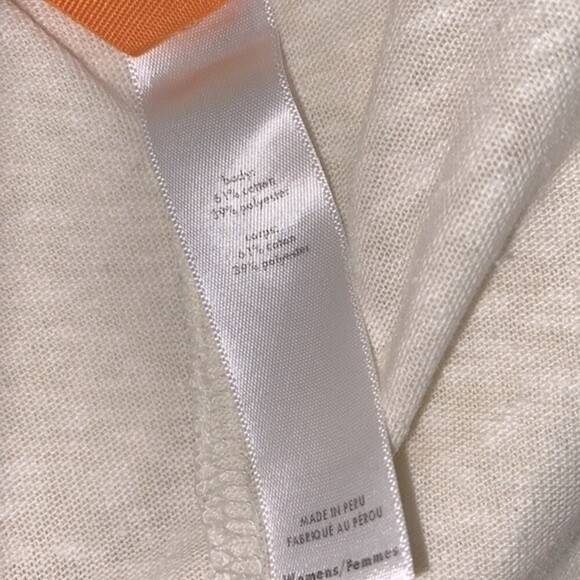 body:
61% cotton
39% polyester
corps:
61% coton
39% polyester
MADE IN PERU
FABRIQUÉ AU PÉROU
Womens/Femmes